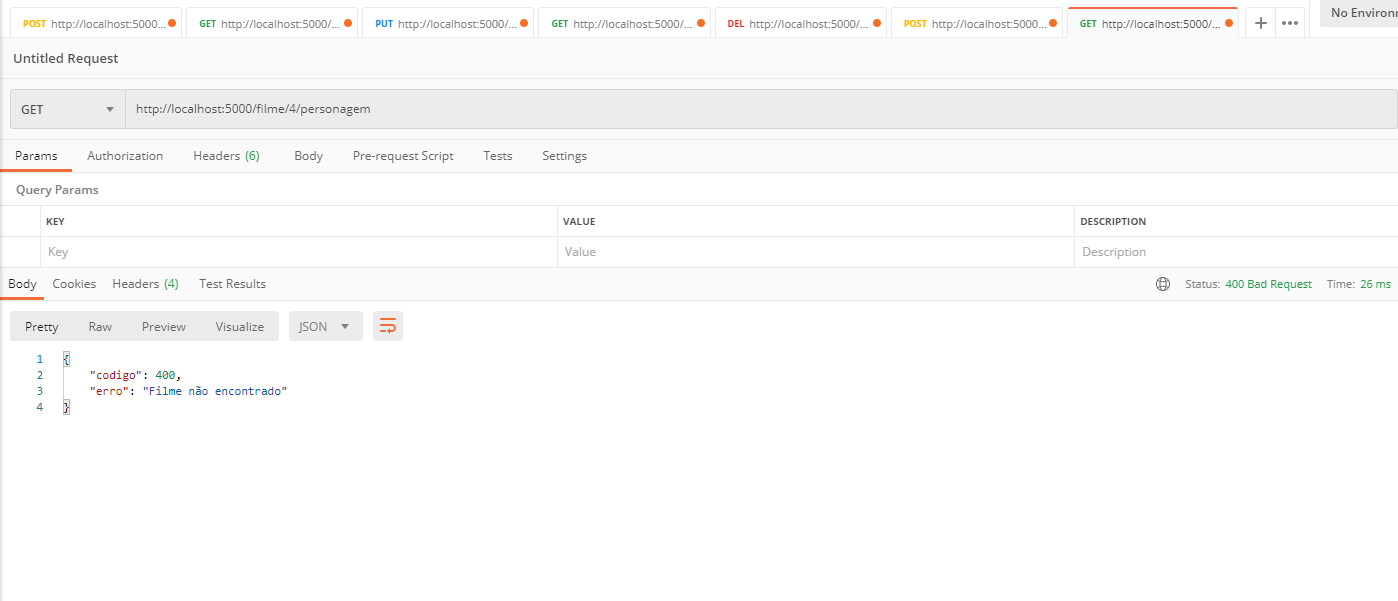 POST http://localhost:5000... GET http://localhost:5000/... PUT http://localhost:5000/... GET http://localhost:5000/... DEL http://localhost:5000/... POST http://localhost:5000... GET http://localhost:5000/... + ••• No Environ
Untitled Request
GET http://localhost:5000/filme/4/personagem
Params Authorization Headers (6) Body Pre-request Script Tests Settings
Query Params
KEY VALUE DESCRIPTION
Key Value Description
Body Cookies Headers (4) Test Results Status: 400 Bad Request Time: 26 ms
Pretty Raw Preview Visualize JSON
1 {
2 "codigo": 400,
3 "erro": "Filme não encontrado"
4 }